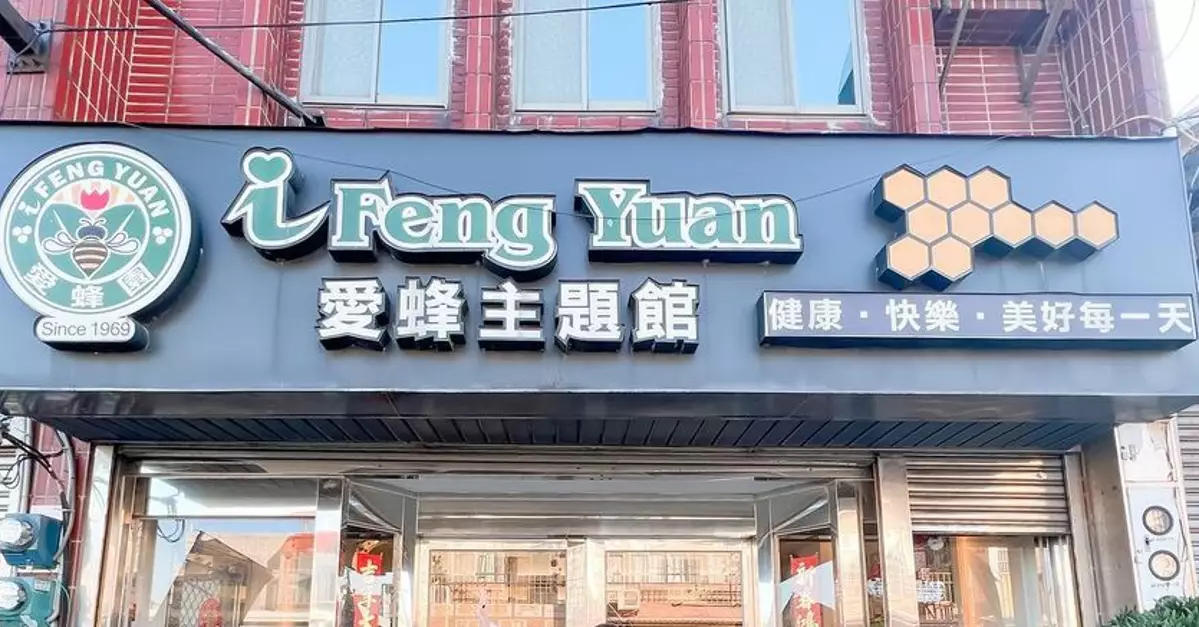 i FENG YUAN
愛蜂園
Since 1969
i Feng Yuan
愛蜂主題館
健康·快樂·美好每一天